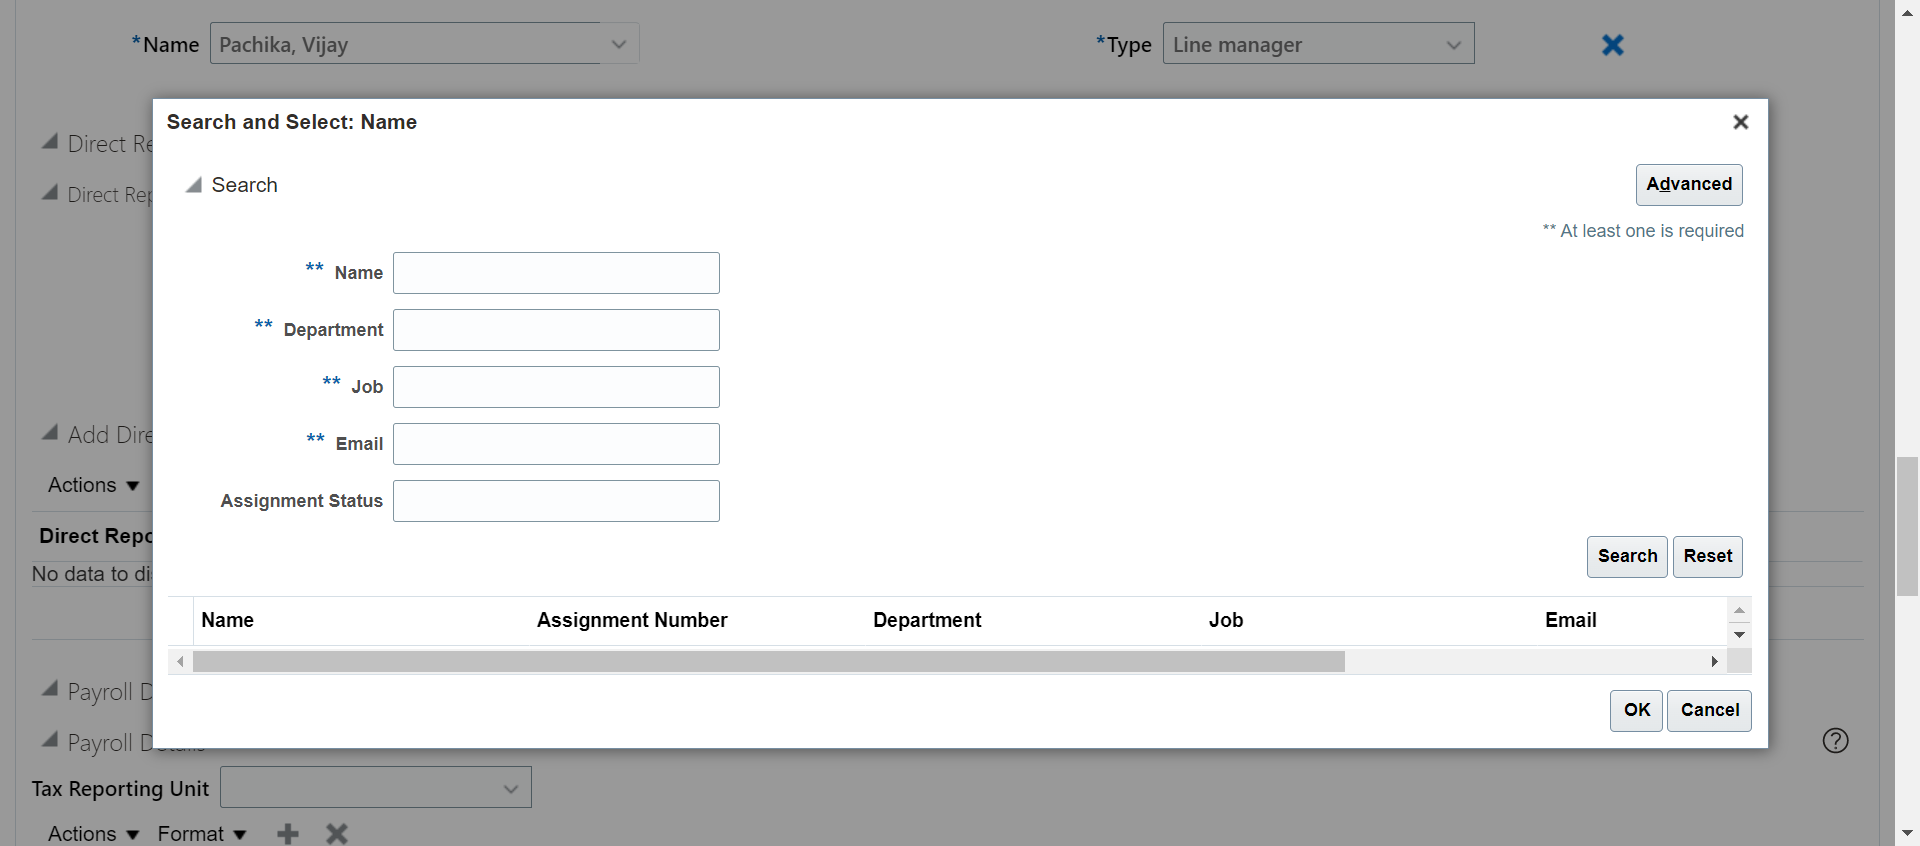 *Name Pachika, Vijay *Type Line manager
Search and Select: Name
Direct Re
Search Advanced
Direct Rep
** At least one is required
** Name
** Department
** Job
** Email
Add Dire
Actions
Assignment Status
Direct Repo
Search Reset
No data to di
Name Assignment Number Department Job Email
Payroll D
OK Cancel
Payroll Details
Tax Reporting Unit
Actions Format